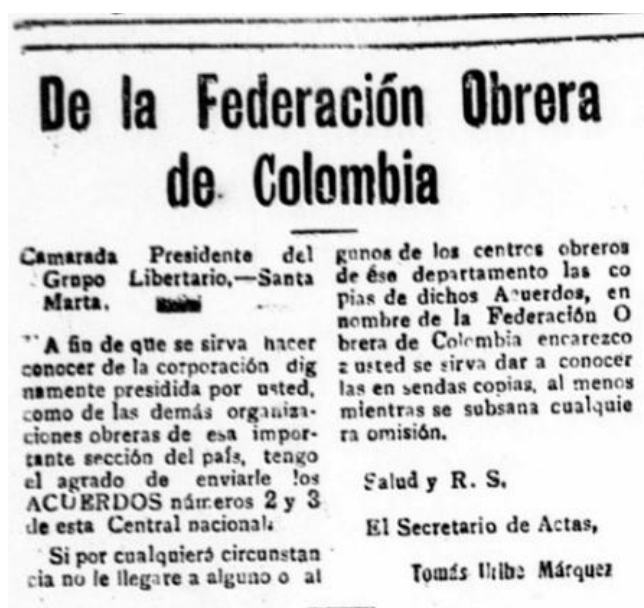 De la Federación Obrera
de Colombia
Camarada Presidente del
Grupo Libertario,—Santa
Marta.
A fin de que se sirva hacer
conocer de la corporación dig
namente presidida por usted,
como de las demás organiza-
ciones obreras de esa impor-
tante sección del país, tengo
el agrado de enviarle los
ACUERDOS números 2 y 3
de esta Central nacional.
Si por cualquiera circunstan
cia no le llegare a alguno o al
gunos de los centros obreros
de ése departamento las co
pias de dichos Acuerdos, en
nombre de la Federación O
brera de Colombia encarezco
a usted se sirva dar a conocer
las en sendas copias, al menos
mientras se subsana cualquie
ra omisión.
Salud y R. S.
El Secretario de Actas,
Tomás Uribe Márquez